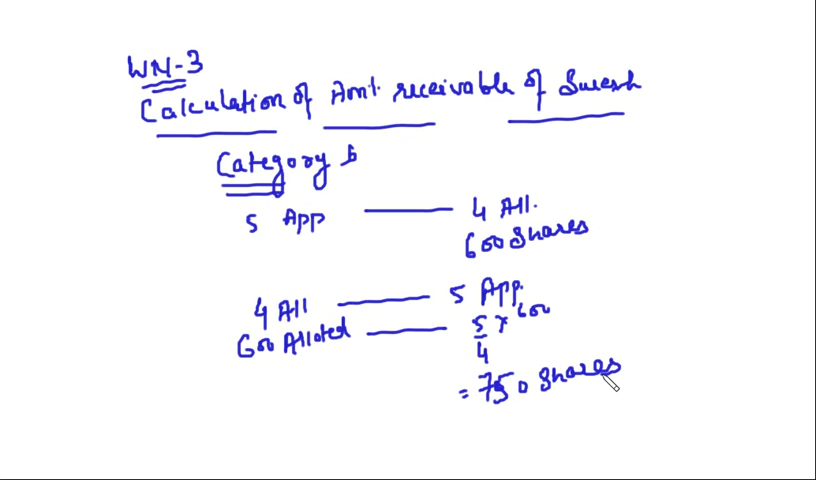 WN-3
Calculation of Amt. receivable of Suresh
Category b
5 App 4 All.
600 Shares
4 All 5 App.
600 Alloted 5/4 × 600
= 750 Shares